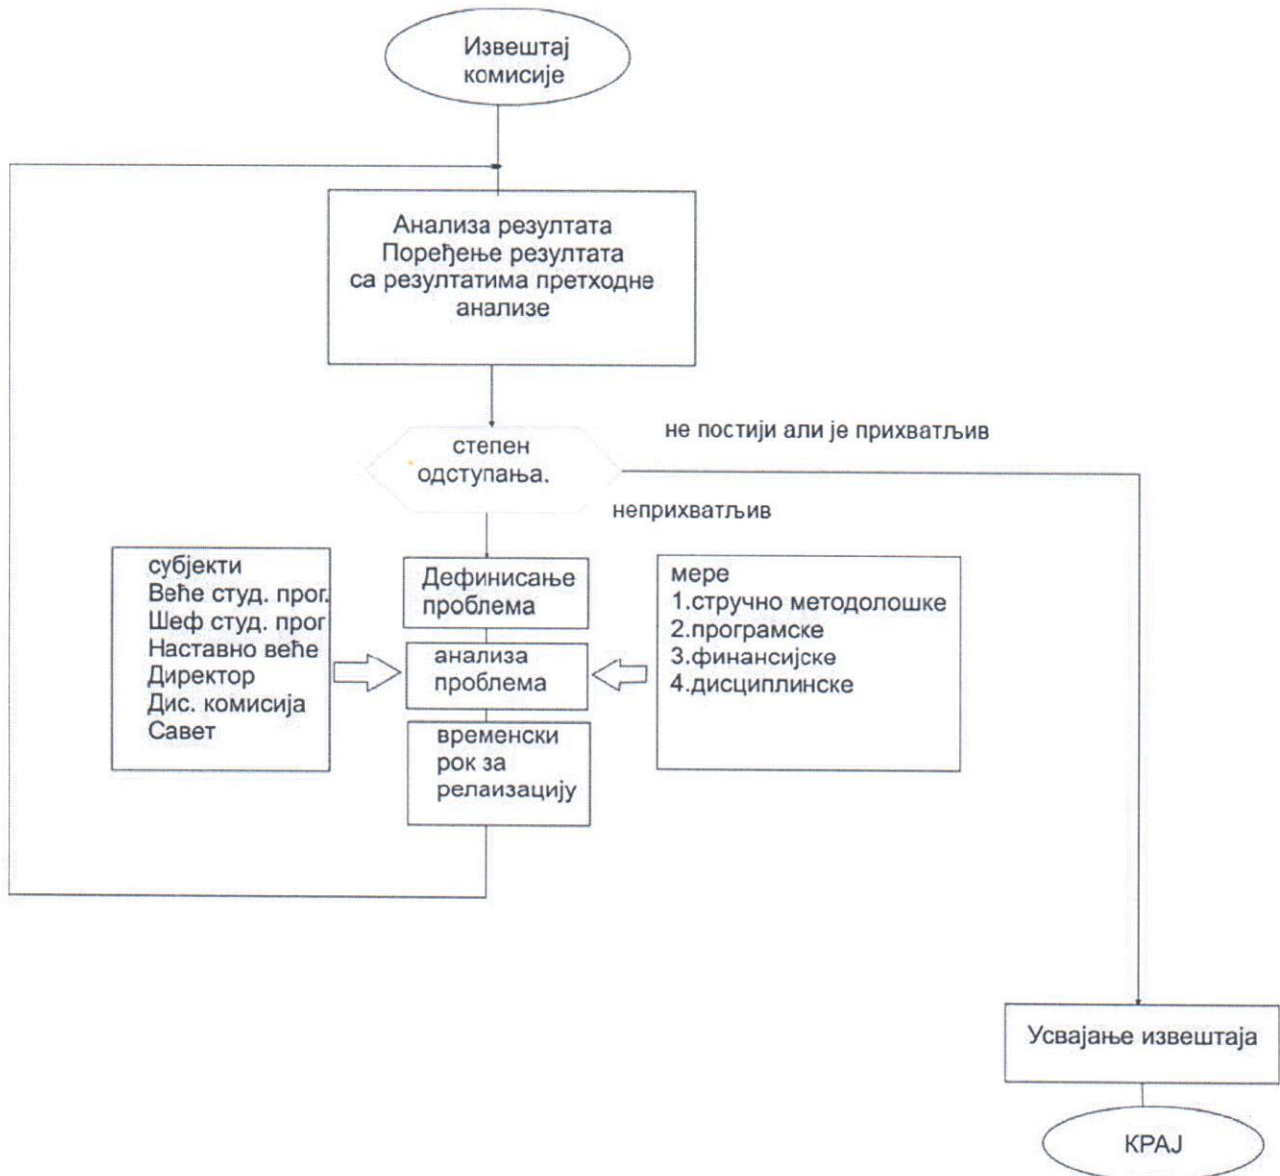 Извештај
комисије
Анализа резултата
Поређење резултата
са резултатима претходне
анализе
степен
одступања.
не постији али је прихватљив
неприхватљив
субјекти
Веће студ. прог.
Шеф студ. прог
Наставно веће
Директор
Дис. комисија
Савет
Дефинисање
проблема
анализа
проблема
временски
рок за
релаизацију
мере
1.стручно методолошке
2.програмске
3.финансијске
4.дисциплинске
Усвајање извештаја
КРАЈ